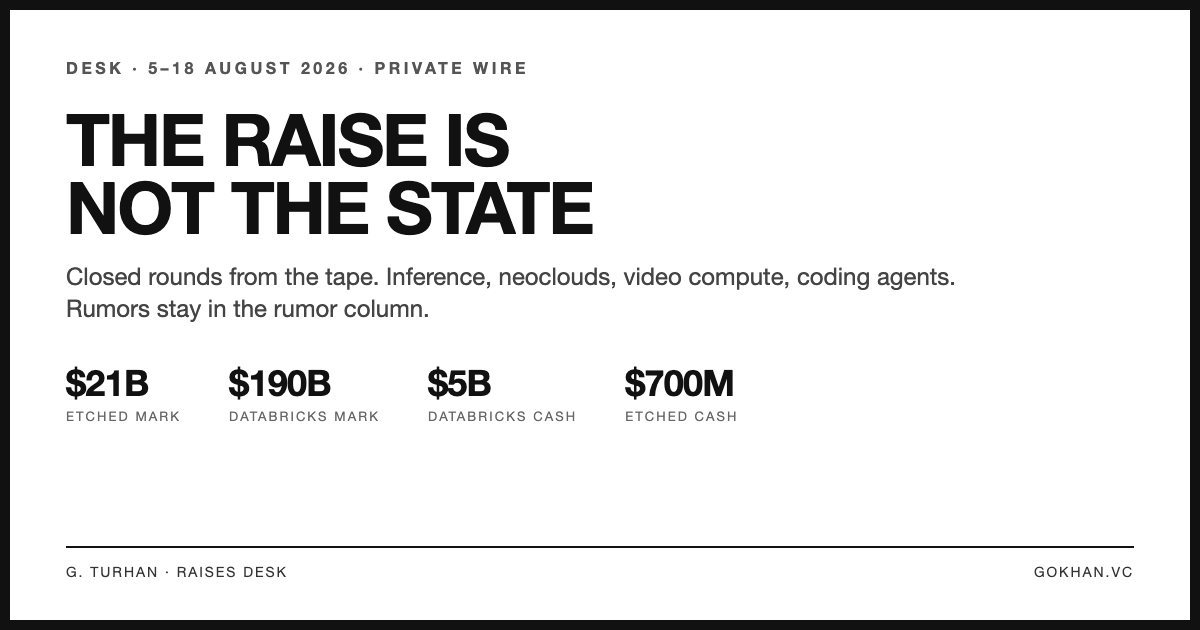 DESK · 5–18 AUGUST 2026 · PRIVATE WIRE
THE RAISE IS
NOT THE STATE
Closed rounds from the tape. Inference, neoclouds, video compute, coding agents.
Rumors stay in the rumor column.
$21B $190B $5B $700M
ETCHED MARK DATABRICKS MARK DATABRICKS CASH ETCHED CASH
G. TURHAN · RAISES DESK GOKHAN.VC